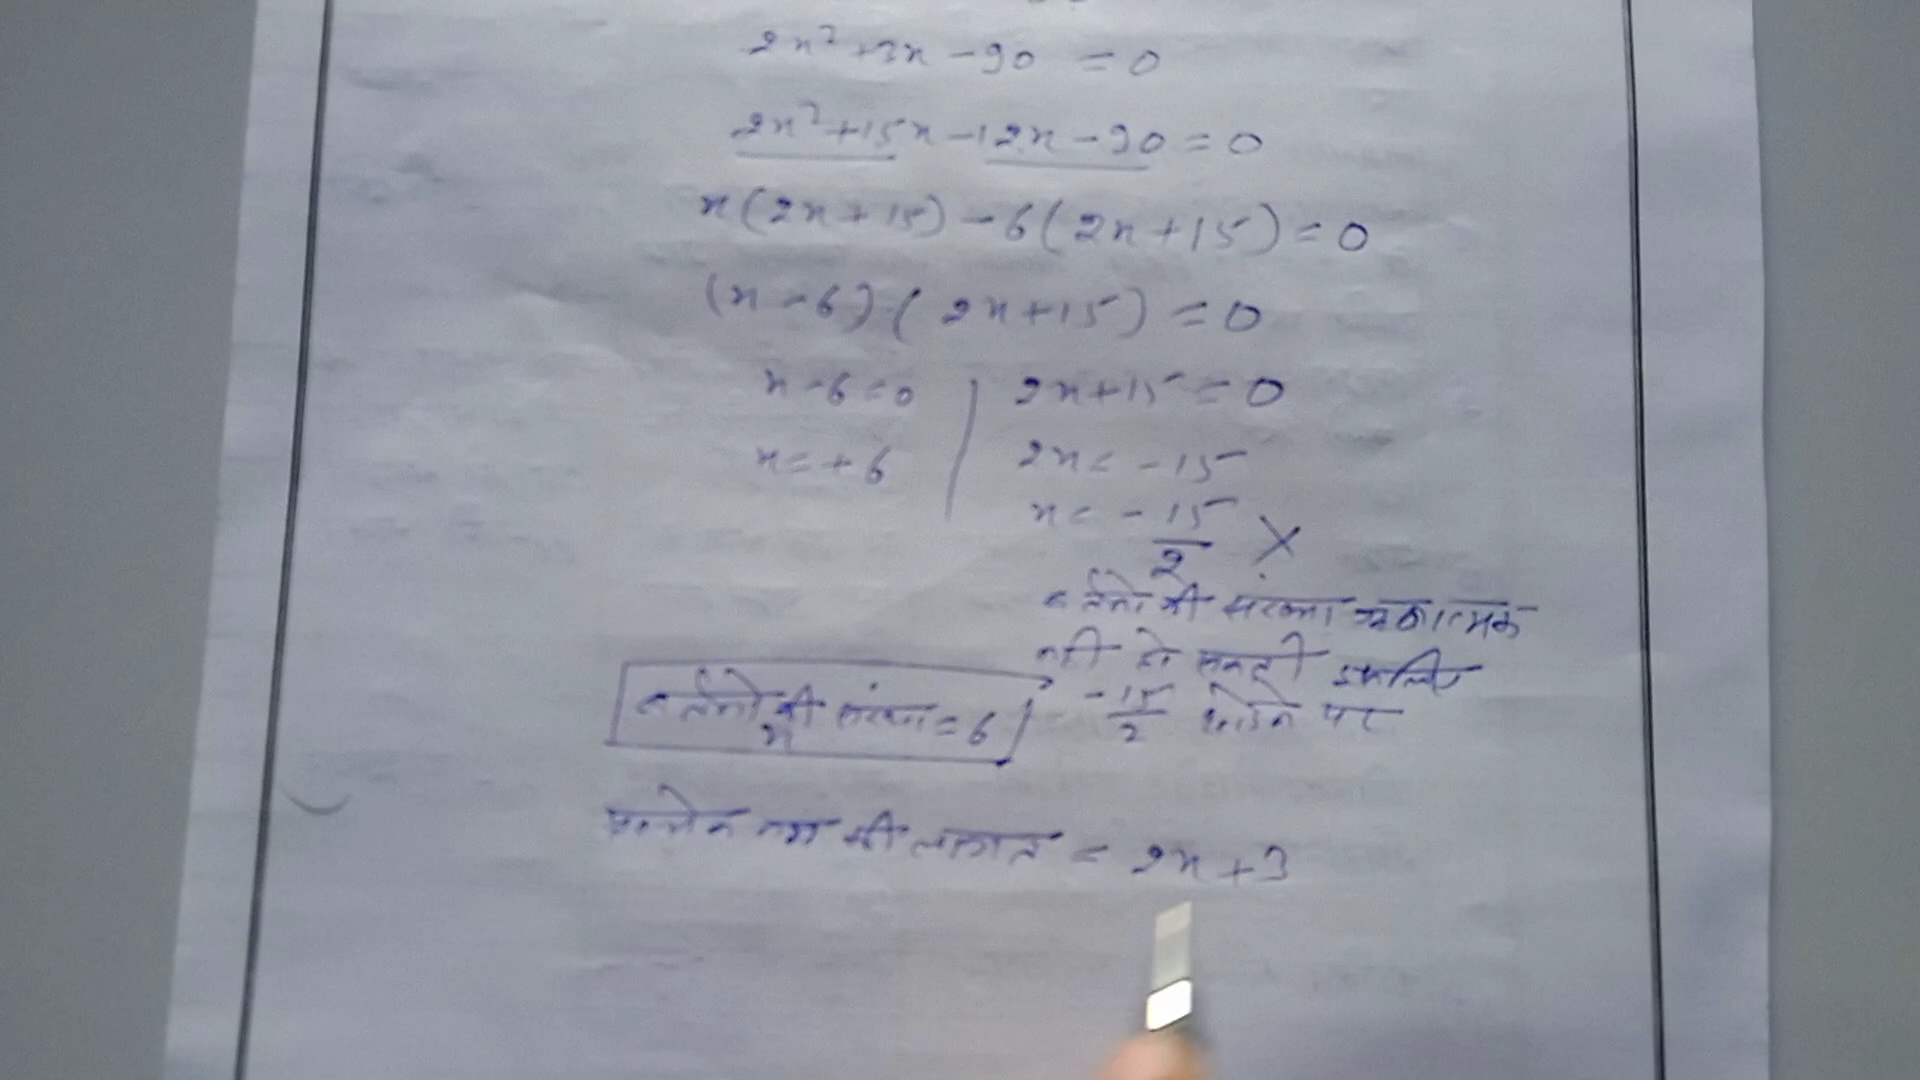 2x²+3x-90 = 0
2x²+15x-12x-90=0
x(2x+15)-6(2x+15)=0
(x-6)(2x+15)=0
x-6=0 | 2x+15=0
x=+6 | 2x=-15
x=-15/2 ×
बर्तनो की संख्या ऋणात्मक
नही हो सकती इसलिए
-15/2 छोडने पर
बर्तनो की संख्या=6
x
प्रत्येक नग की लागत = 2x+3